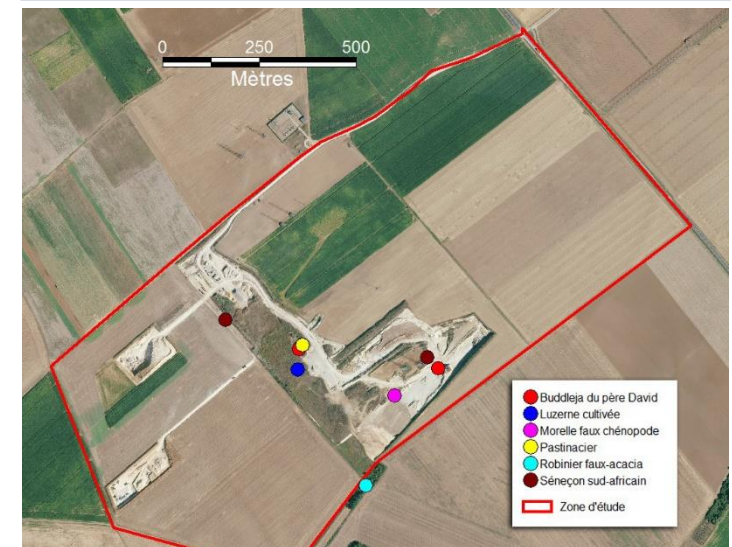 0 250 500
Mètres
Buddleja du père David
Luzerne cultivée
Morelle faux chénopode
Pastinacier
Robinier faux-acacia
Séneçon sud-africain
Zone d'étude